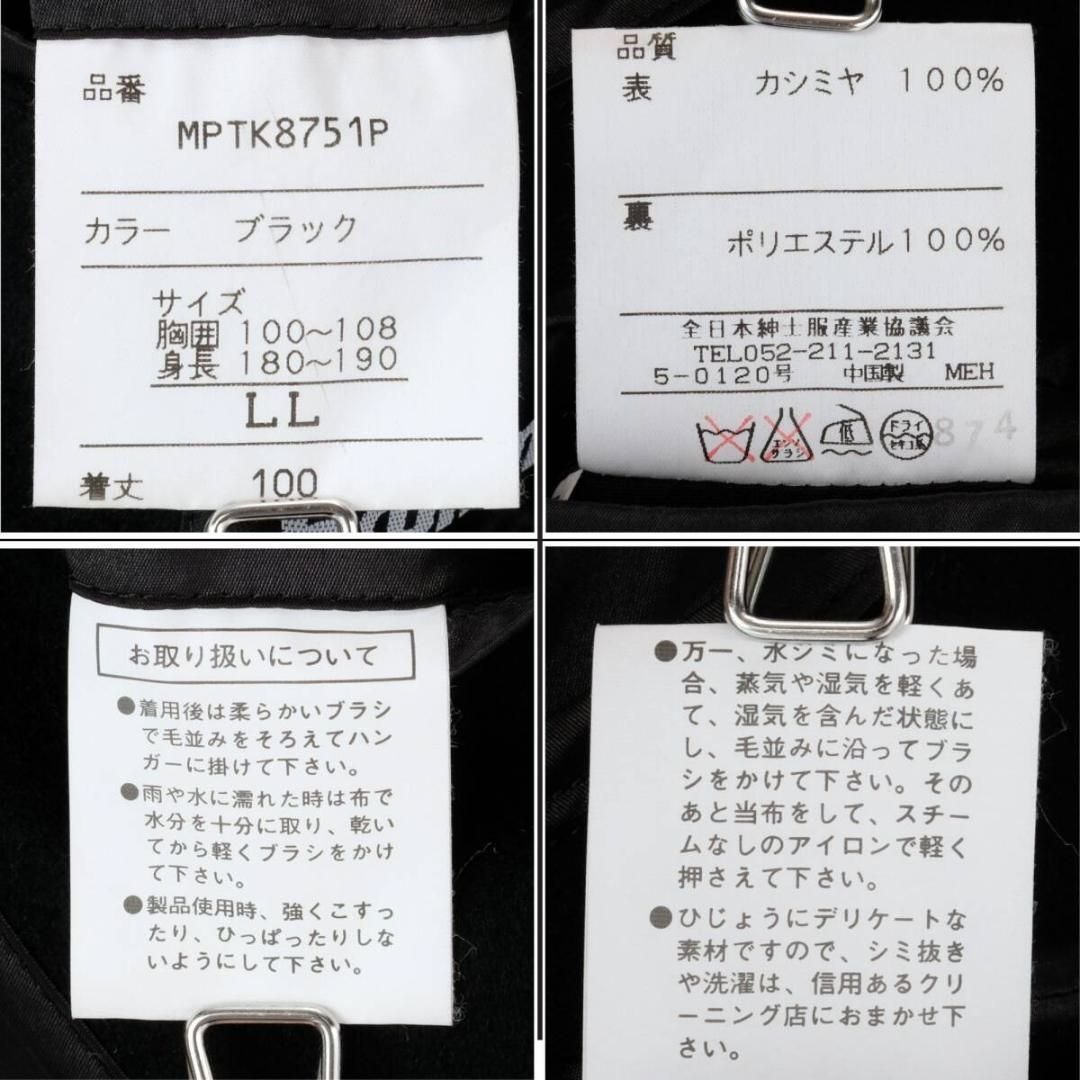 品番
MPTK8751P
カラー ブラック
サイズ
胸囲 100～108
身長 180～190
LL
着丈 100
品質
表 カシミヤ 100%
裏
ポリエステル100%
全日本紳士服産業協議会
TEL052-211-2131
5-0120号 中国製 MEH
エンソサラシ 低 ドライ セキユ系
874
お取り扱いについて
●着用後は柔らかいブラシ
で毛並みをそろえてハン
ガーに掛けて下さい。
●雨や水に濡れた時は布で
水分を十分に取り、乾い
てから軽くブラシをかけ
て下さい。
●製品使用時、強くこすっ
たり、ひっぱったりしな
いようにして下さい。
●万一、水シミになった場
合、蒸気や湿気を軽くあ
て、湿気を含んだ状態に
し、毛並みに沿ってブラ
シをかけて下さい。その
あと当布をして、スチー
ムなしのアイロンで軽く
押さえて下さい。
●ひじょうにデリケートな
素材ですので、シミ抜き
や洗濯は、信用あるクリ
ーニング店におまかせ下
さい。